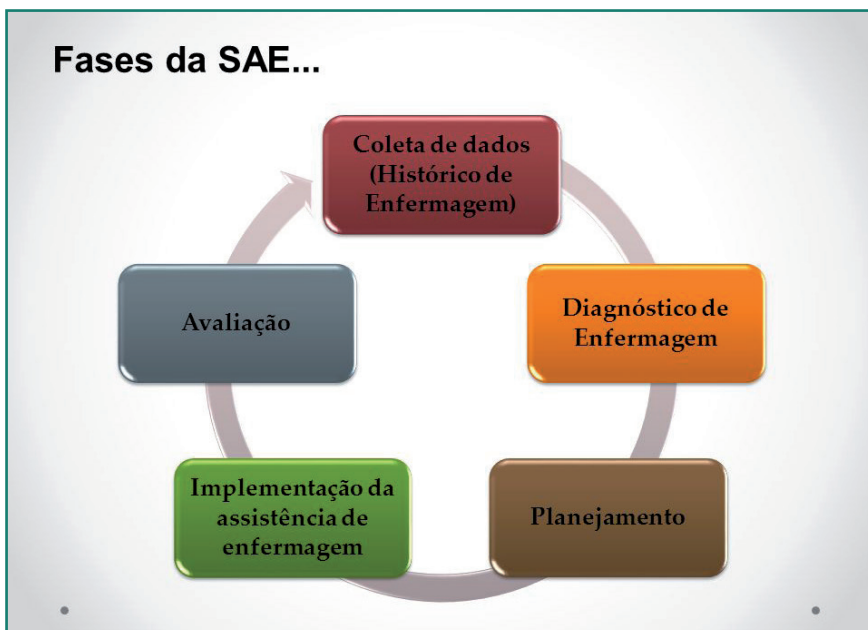 Fases da SAE...
Coleta de dados
(Histórico de
Enfermagem)
Diagnóstico de
Enfermagem
Planejamento
Implementação da
assistência de
enfermagem
Avaliação